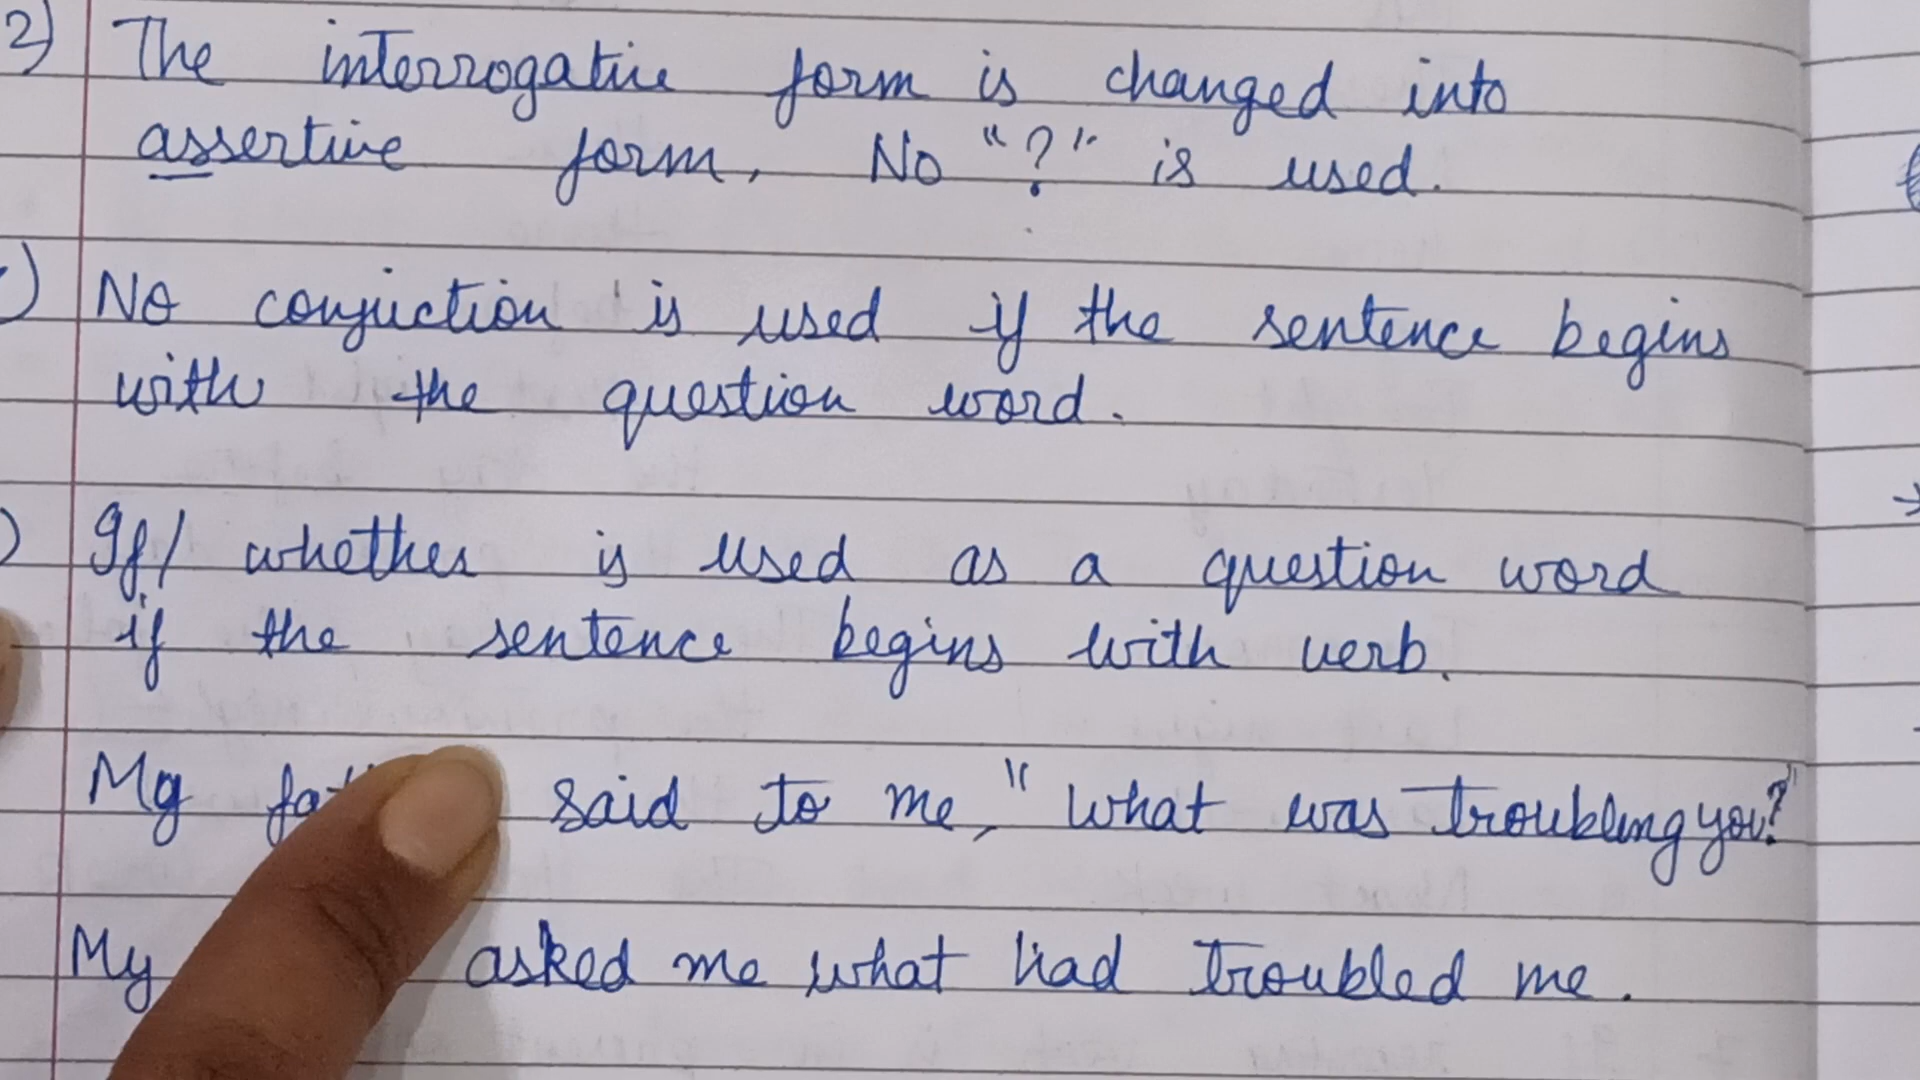 2) The interrogative form is changed into
assertive form, No "?" is used.
) No conjuction is used if the sentence begins
with the question word.
) If/ whether is used as a question word
if the sentence begins with verb.
My said to me, "What was troubling you?"
My asked me what had troubled me.